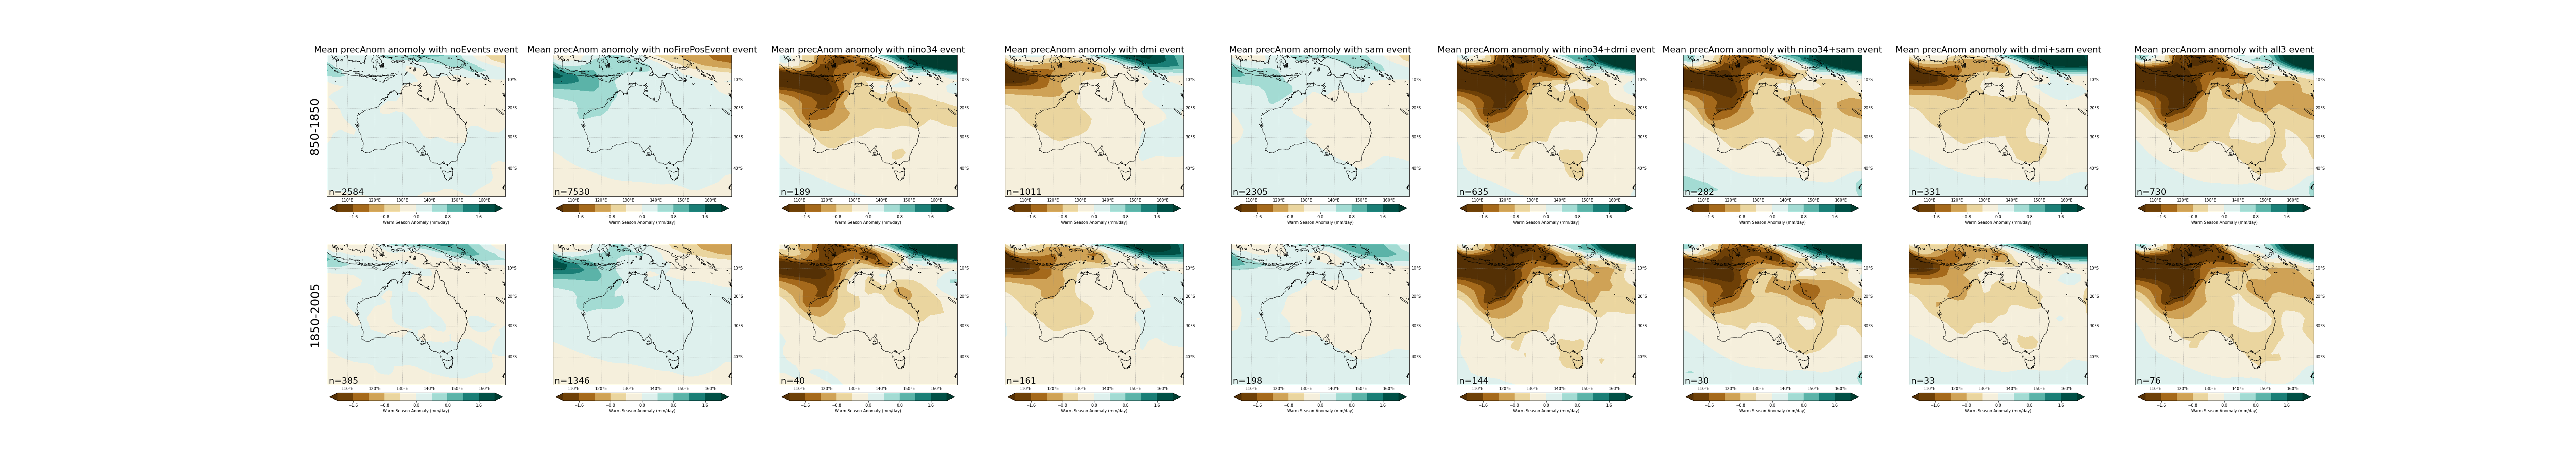 Mean precAnom anomoly with noEvents event
Mean precAnom anomoly with noFirePosEvent event
Mean precAnom anomoly with nino34 event
Mean precAnom anomoly with dmi event
Mean precAnom anomoly with sam event
Mean precAnom anomoly with nino34+dmi event
Mean precAnom anomoly with nino34+sam event
Mean precAnom anomoly with dmi+sam event
Mean precAnom anomoly with all3 event
850-1850
10°S
20°S
30°S
40°S
n=2584
n=7530
n=189
n=1011
n=2305
n=635
n=282
n=331
n=730
110°E 120°E 130°E 140°E 150°E 160°E
−1.6 −0.8 0.0 0.8 1.6
Warm Season Anomaly (mm/day)
1850-2005
10°S
20°S
30°S
40°S
n=385
n=1346
n=40
n=161
n=198
n=144
n=30
n=33
n=76
110°E 120°E 130°E 140°E 150°E 160°E
−1.6 −0.8 0.0 0.8 1.6
Warm Season Anomaly (mm/day)